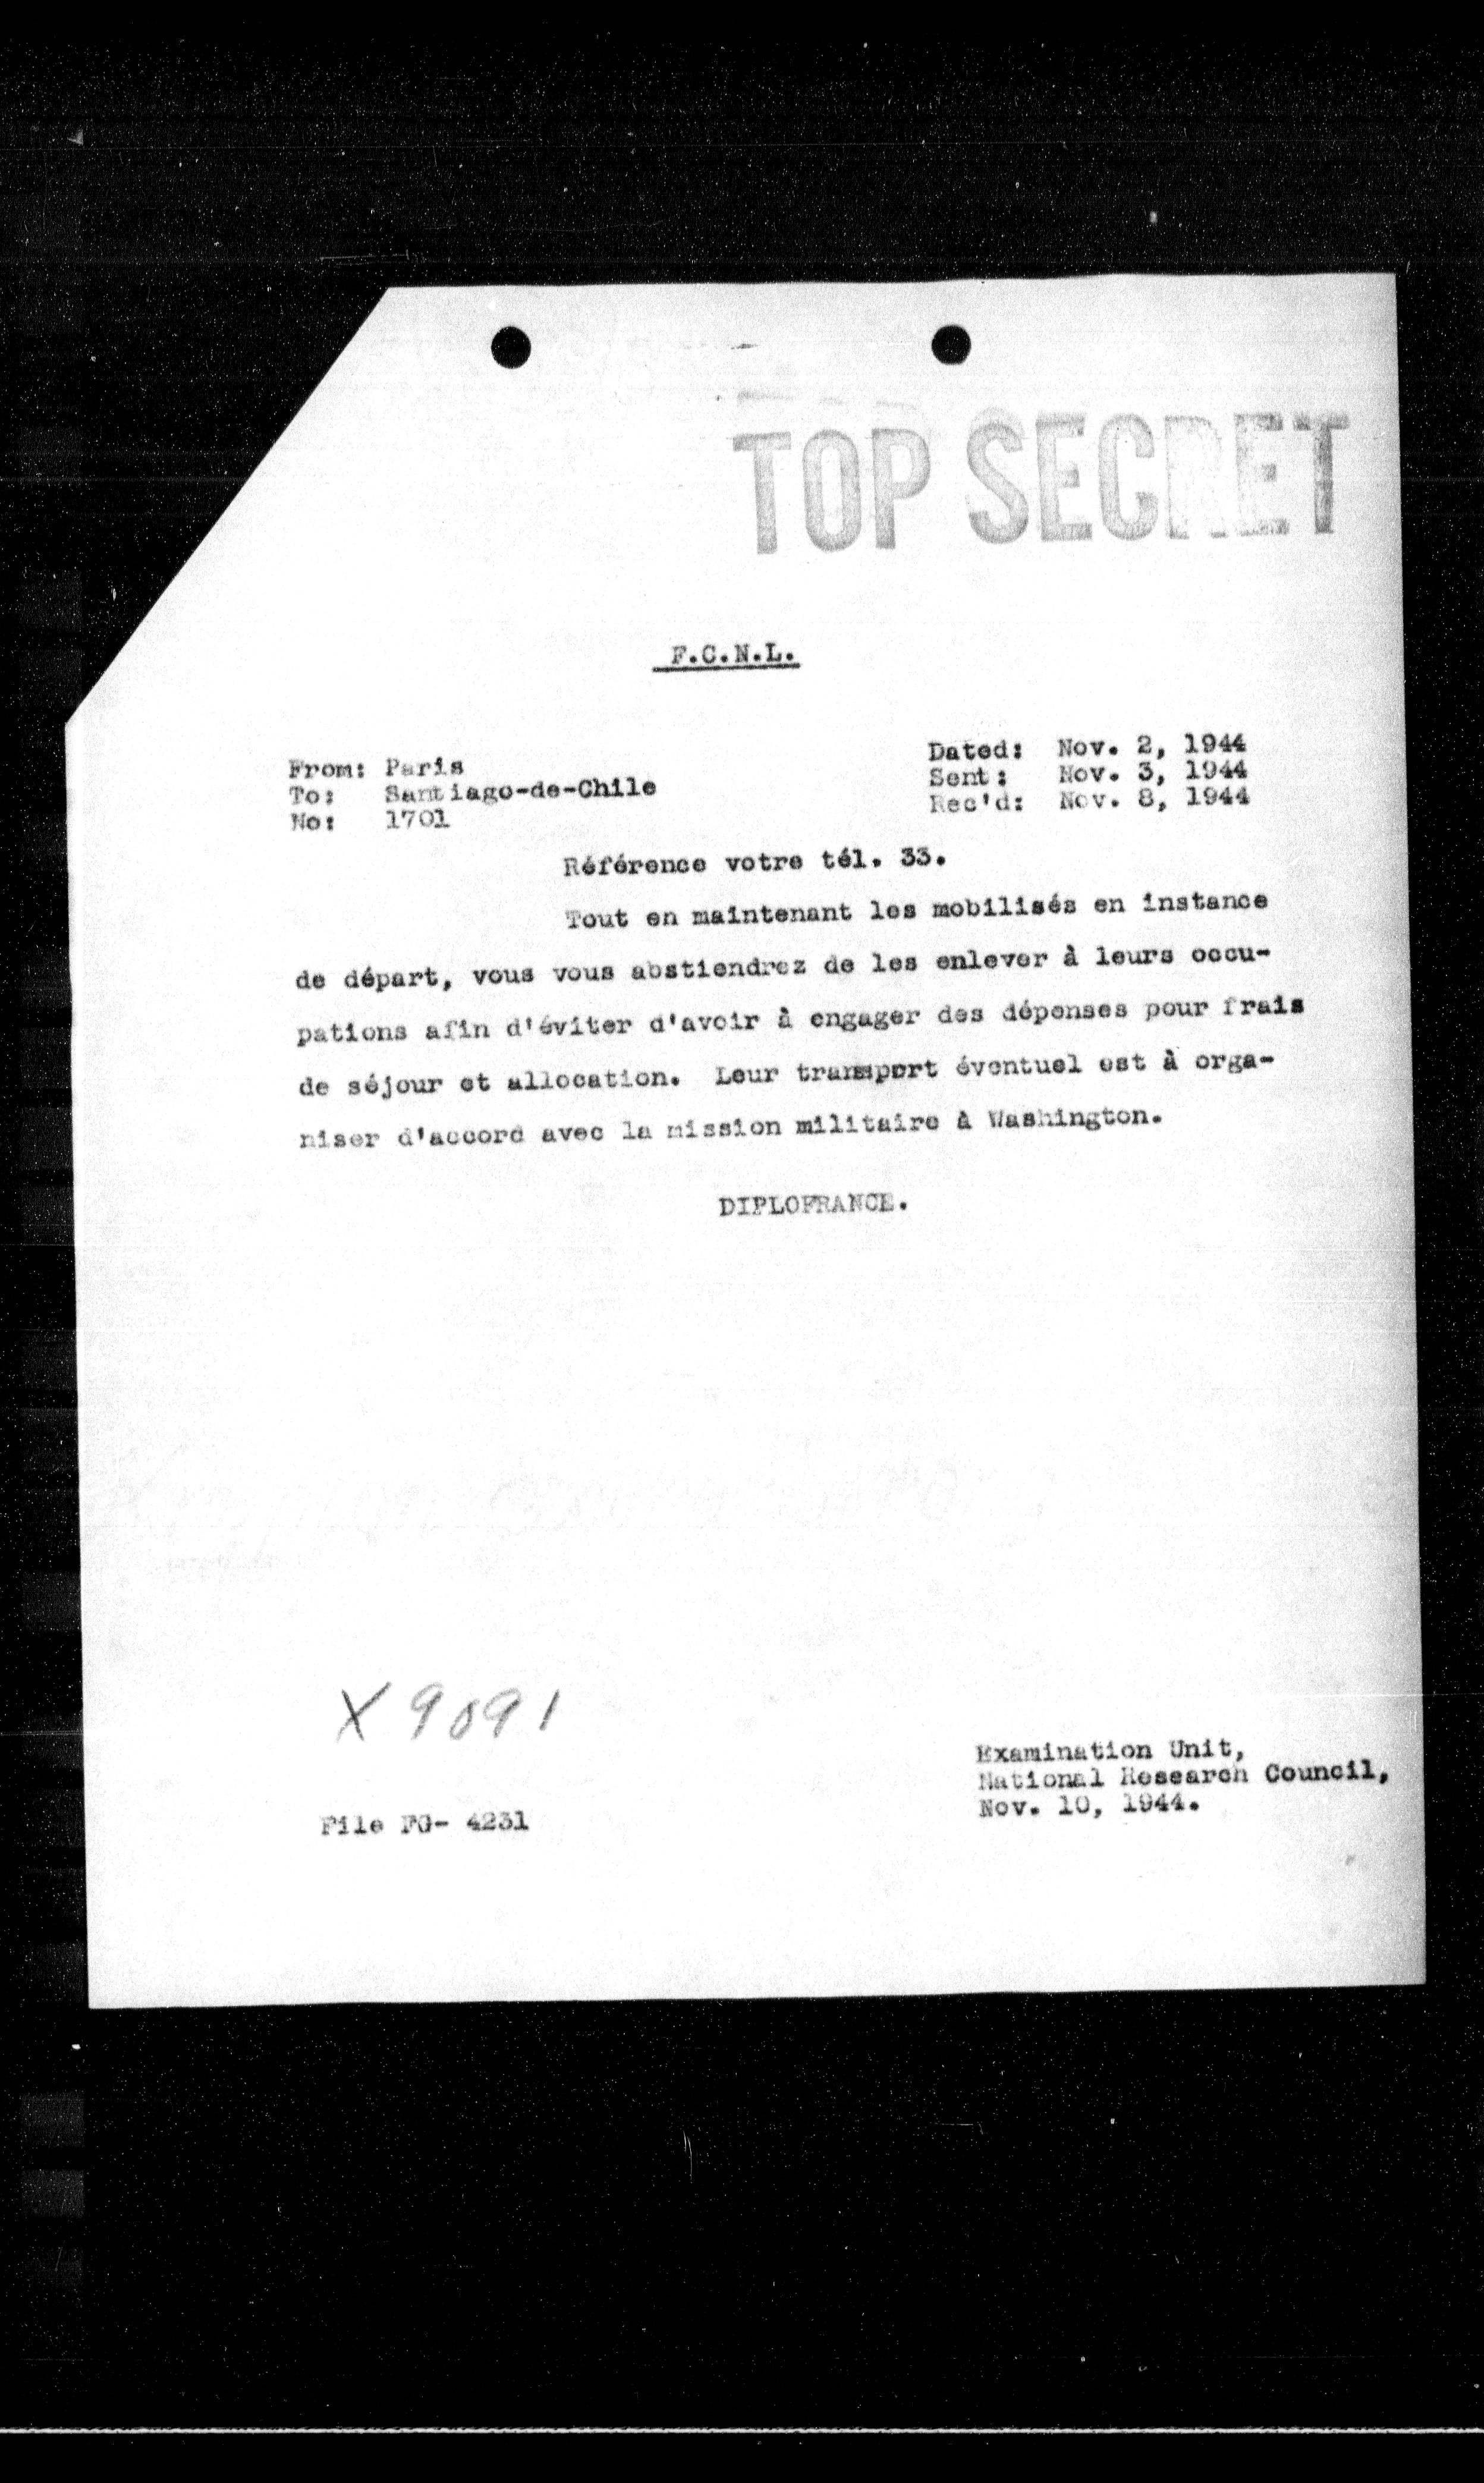 TOP SECRET
F.C.N.L.
From: Paris
To: Santiago-de-Chile
No: 1701
Dated: Nov. 2, 1944
Sent: Nov. 3, 1944
Rec'd: Nov. 8, 1944
Référence votre tél. 33.
Tout en maintenant les mobilisés en instance
de départ, vous vous abstiendrez de les enlever à leurs occu-
pations afin d'éviter d'avoir à engager des dépenses pour frais
de séjour et allocation. Leur transport éventuel est à orga-
niser d'accord avec la mission militaire à Washington.
DIPLOFRANCE.
X 9091
Examination Unit,
National Research Council,
Nov. 10, 1944.
File FG- 4231